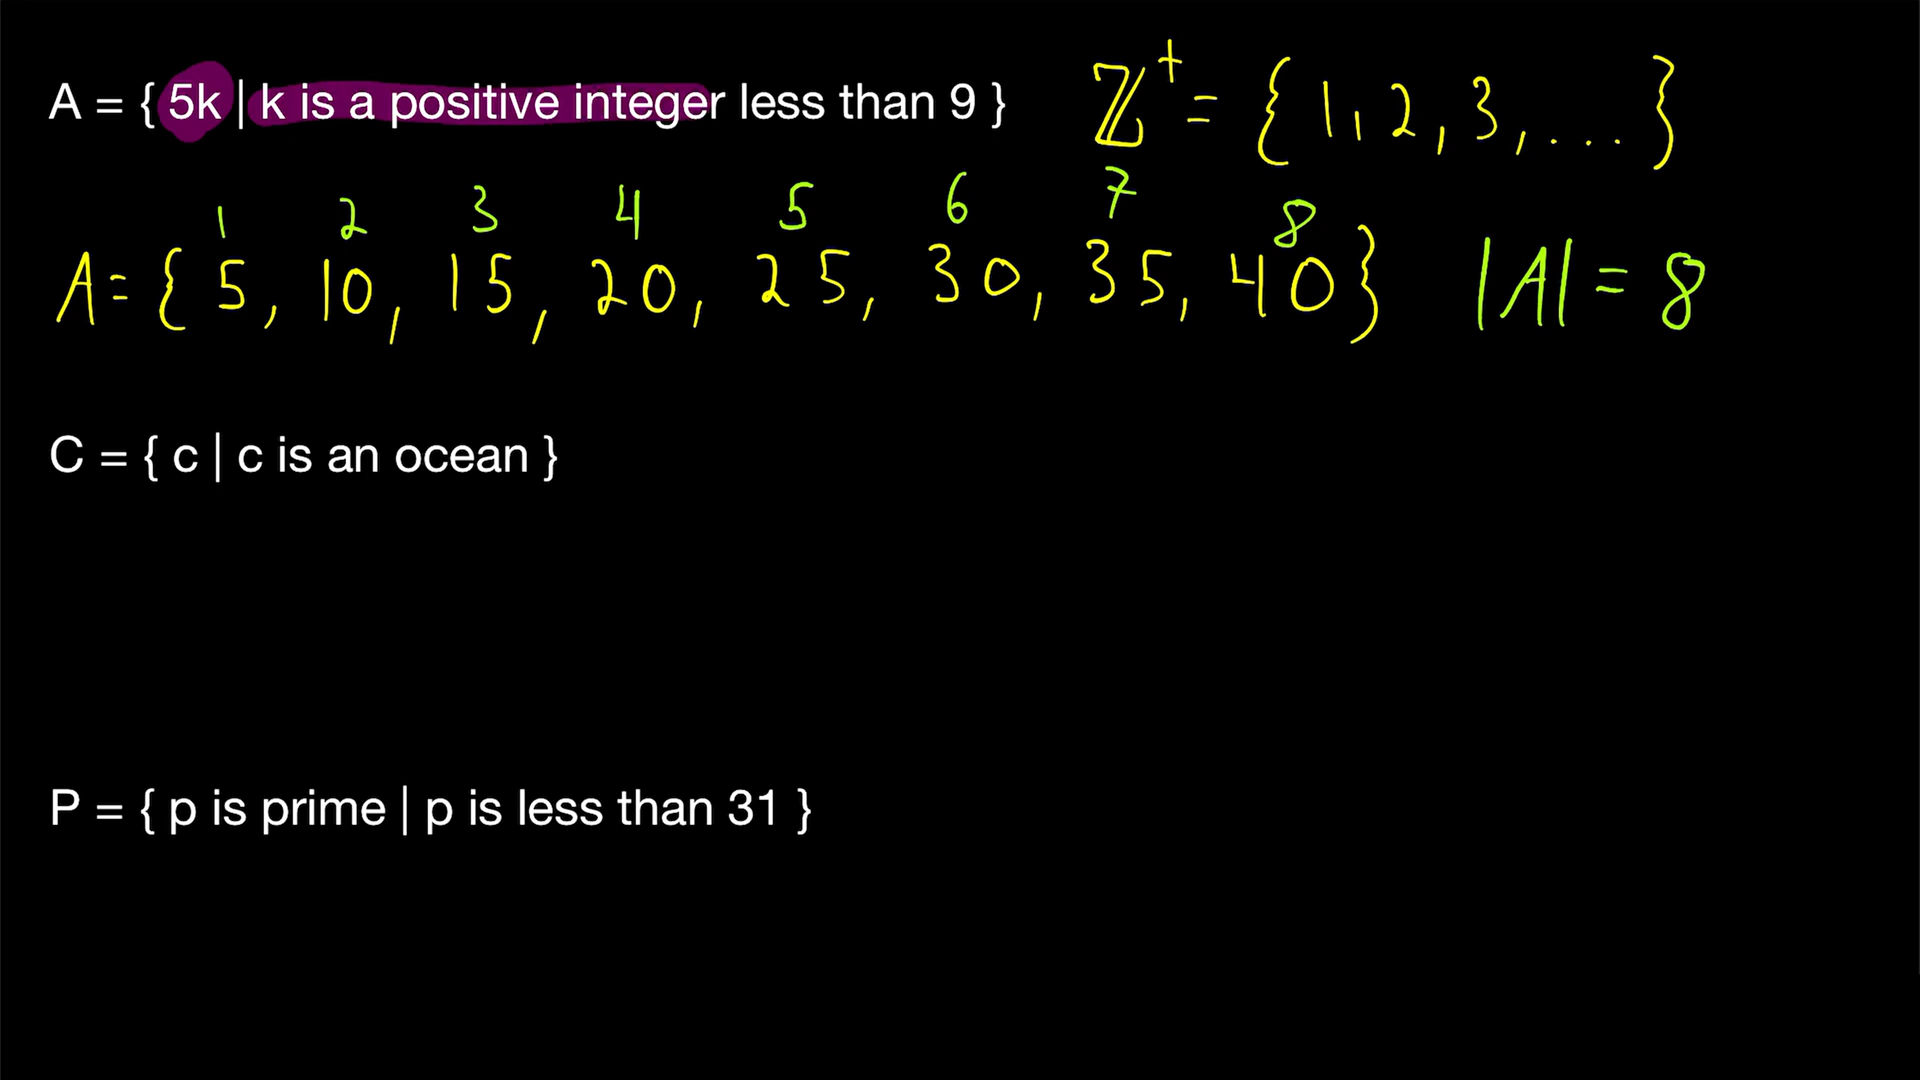 A = { 5k | k is a positive integer less than 9 } ℤ⁺ = { 1, 2, 3, ... }
1 2 3 4 5 6 7 8
A = { 5, 10, 15, 20, 25, 30, 35, 40 } |A| = 8
C = { c | c is an ocean }
P = { p is prime | p is less than 31 }